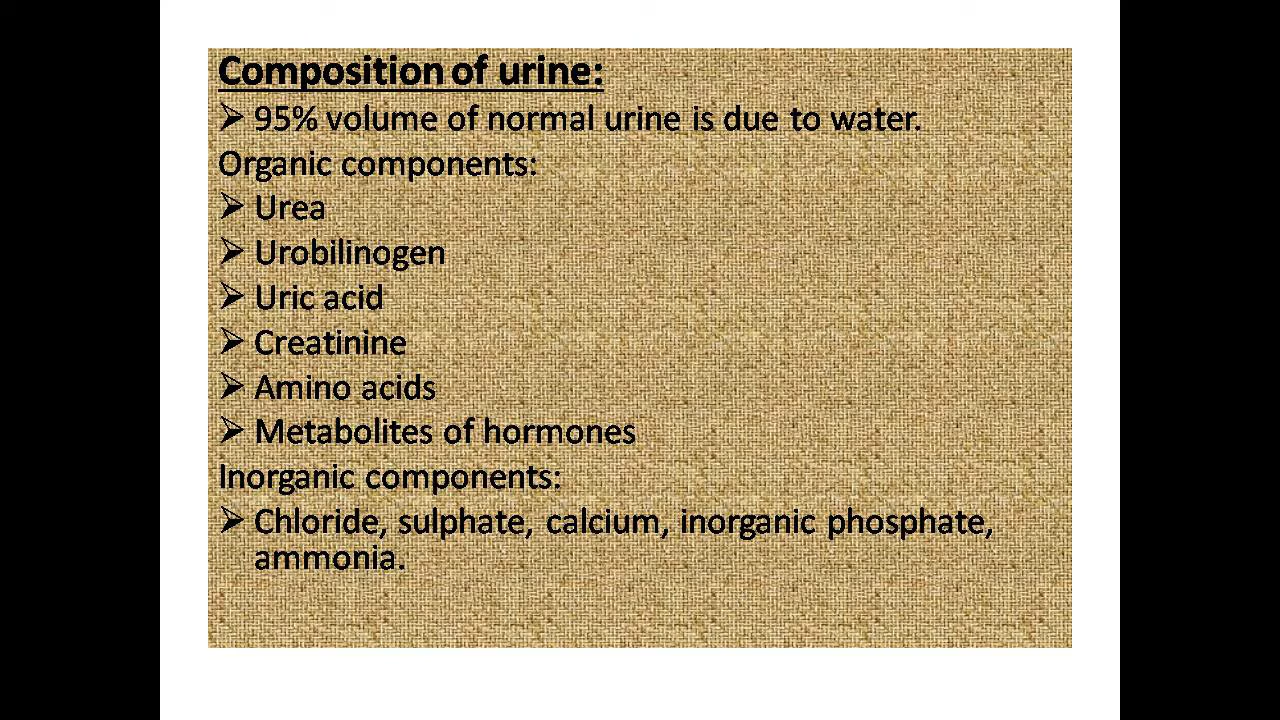 Composition of urine:
➢ 95% volume of normal urine is due to water.
Organic components:
➢ Urea
➢ Urobilinogen
➢ Uric acid
➢ Creatinine
➢ Amino acids
➢ Metabolites of hormones
Inorganic components:
➢ Chloride, sulphate, calcium, inorganic phosphate,
ammonia.